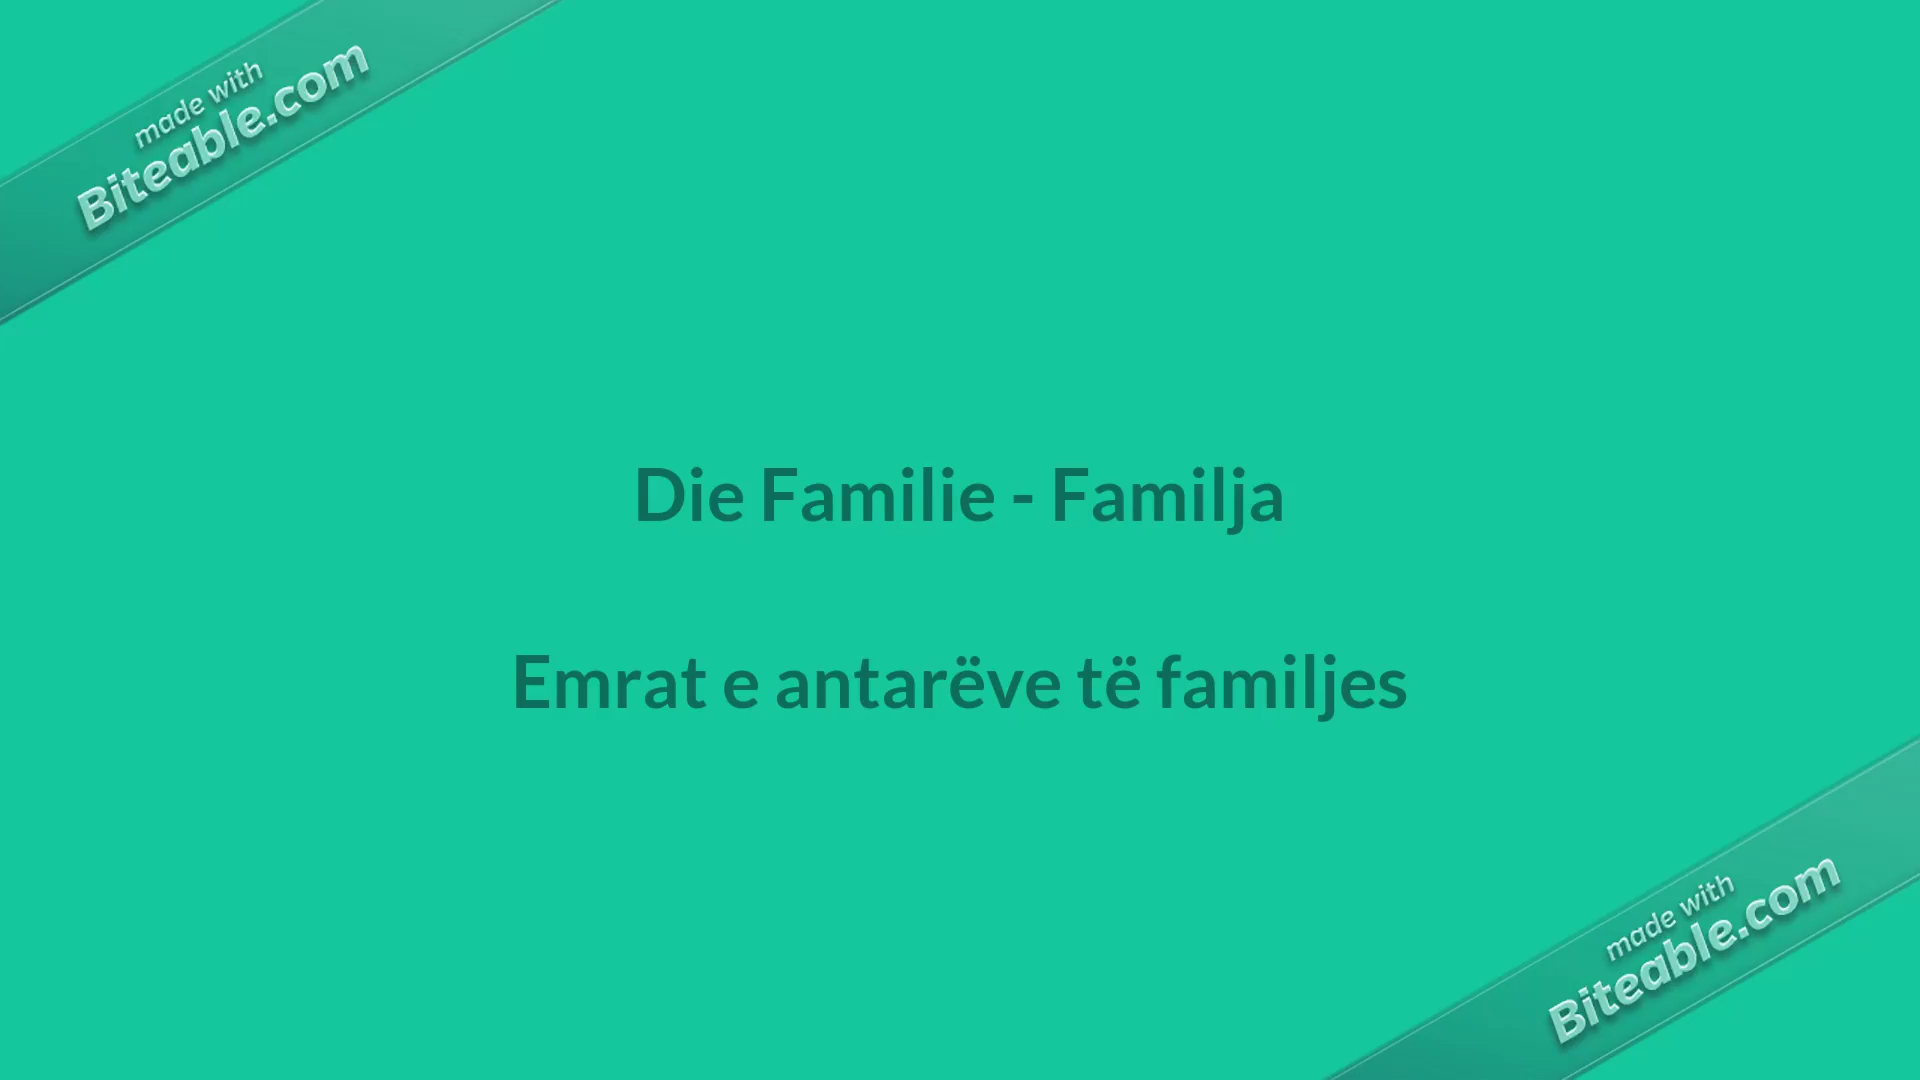 made with
Biteable.com
Die Familie - Familja
Emrat e antarëve të familjes
made with
Biteable.com